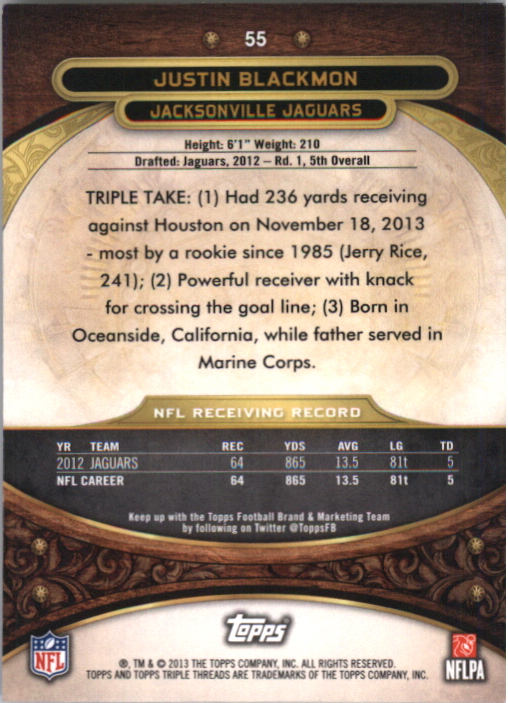 55
JUSTIN BLACKMON
JACKSONVILLE JAGUARS
Height: 6'1" Weight: 210
Drafted: Jaguars, 2012 – Rd. 1, 5th Overall
TRIPLE TAKE: (1) Had 236 yards receiving
against Houston on November 18, 2013
- most by a rookie since 1985 (Jerry Rice,
241); (2) Powerful receiver with knack
for crossing the goal line; (3) Born in
Oceanside, California, while father served in
Marine Corps.
NFL RECEIVING RECORD
YR TEAM REC YDS AVG LG TD
2012 JAGUARS 64 865 13.5 81t 5
NFL CAREER 64 865 13.5 81t 5
Keep up with the Topps Football Brand & Marketing Team
by following on Twitter @ToppsFB
topps
NFL
NFLPA
®, TM & © 2013 THE TOPPS COMPANY, INC. ALL RIGHTS RESERVED.
TOPPS AND TOPPS TRIPLE THREADS ARE TRADEMARKS OF THE TOPPS COMPANY, INC.